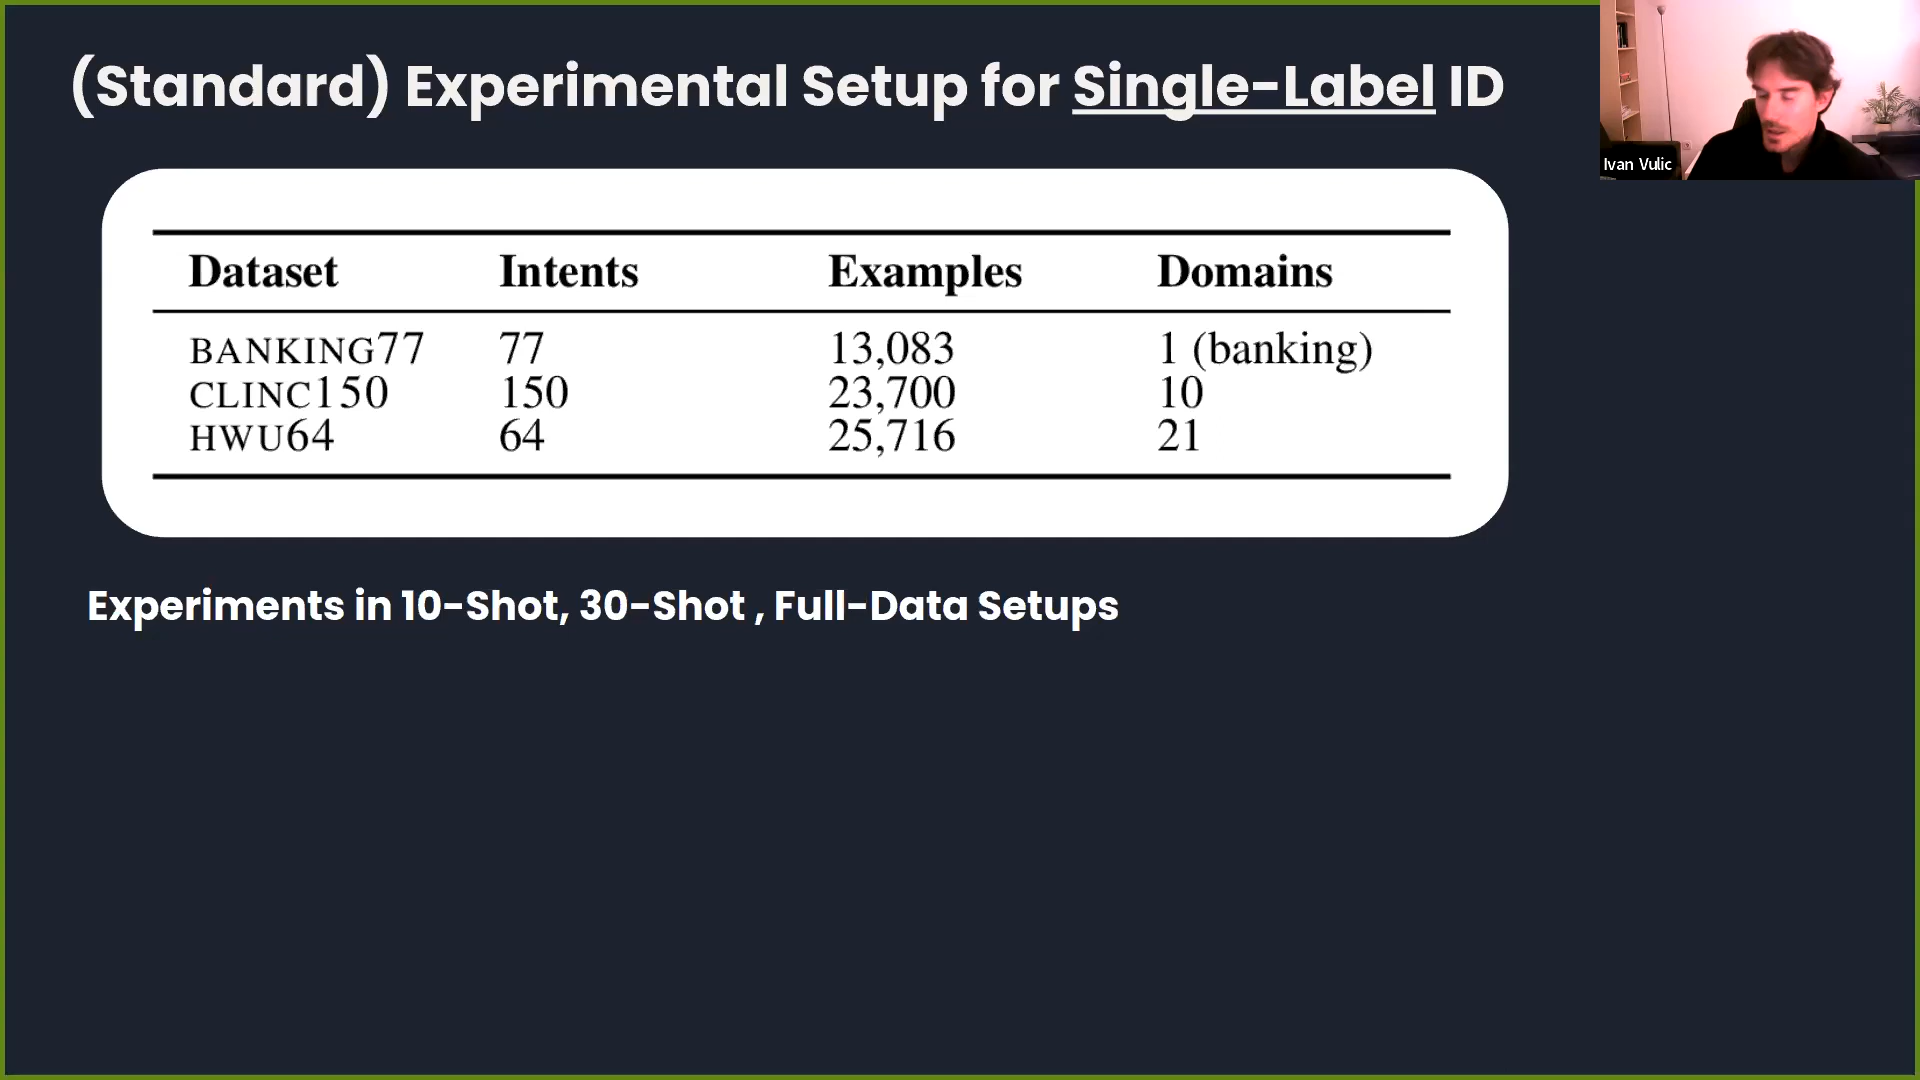 (Standard) Experimental Setup for Single-Label ID
Ivan Vulic
Dataset Intents Examples Domains
BANKING77 77 13,083 1 (banking)
CLINC150 150 23,700 10
HWU64 64 25,716 21
Experiments in 10-Shot, 30-Shot , Full-Data Setups